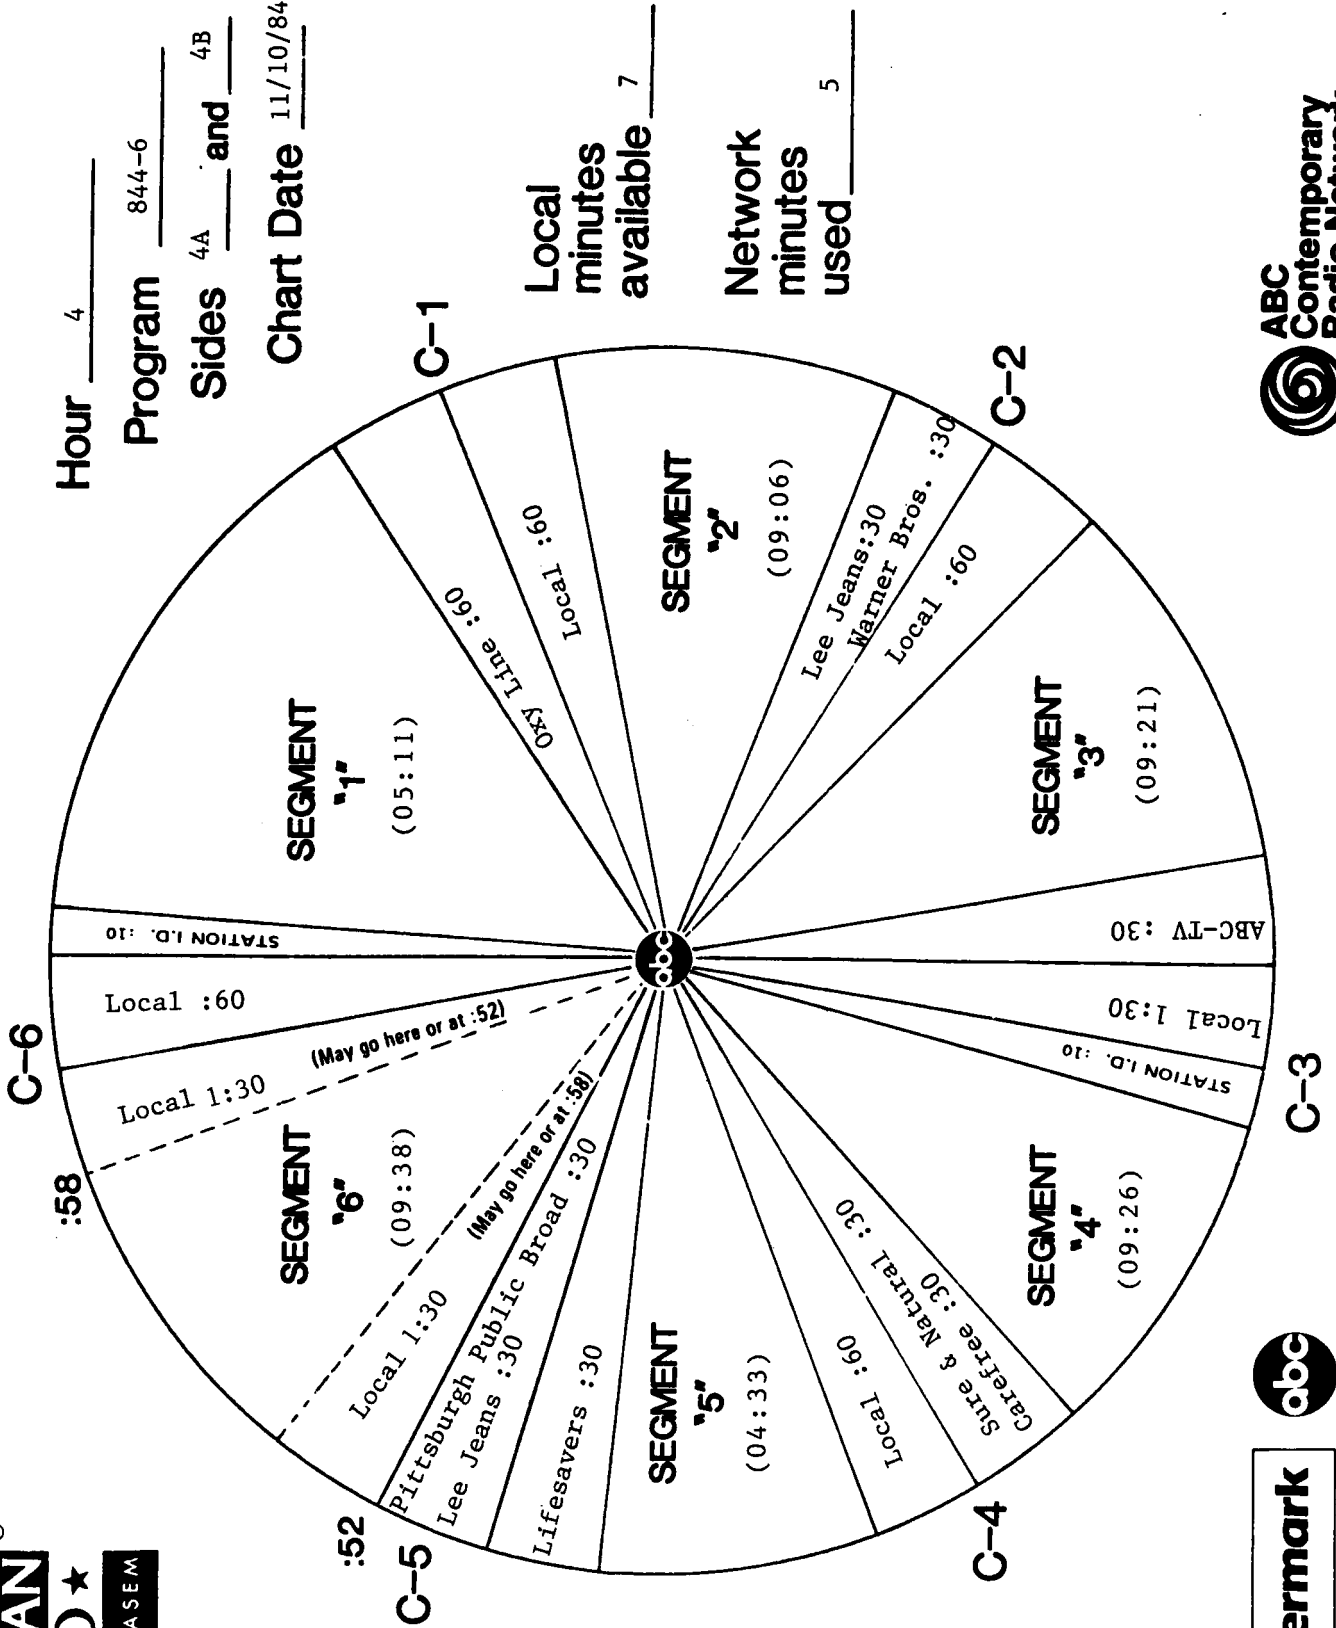 Hour 4
Program 844-6
Sides 4A and 4B
Chart Date 11/10/84
Local
minutes
available 7
Network
minutes
used 5
C-1
C-2
C-3
C-4
C-5
C-6
:52
:58
SEGMENT
"1"
(05:11)
Oxy Line :60
Local :60
SEGMENT
"2"
(09:06)
Lee Jeans:30
Warner Bros. :30
Local :60
SEGMENT
"3"
(09:21)
ABC-TV :30
Local 1:30
STATION I.D. :10
SEGMENT
"4"
(09:26)
Carefree :30
Sure & Natural :30
Local :60
SEGMENT
"5"
(04:33)
Lifesavers :30
Lee Jeans :30
Pittsburgh Public Broad :30
Local 1:30
(May go here or at :58)
SEGMENT
"6"
(09:38)
Local 1:30
(May go here or at :52)
Local :60
STATION I.D. :10
abc
AN
ASEM
ermark
abc
ABC
Contemporary